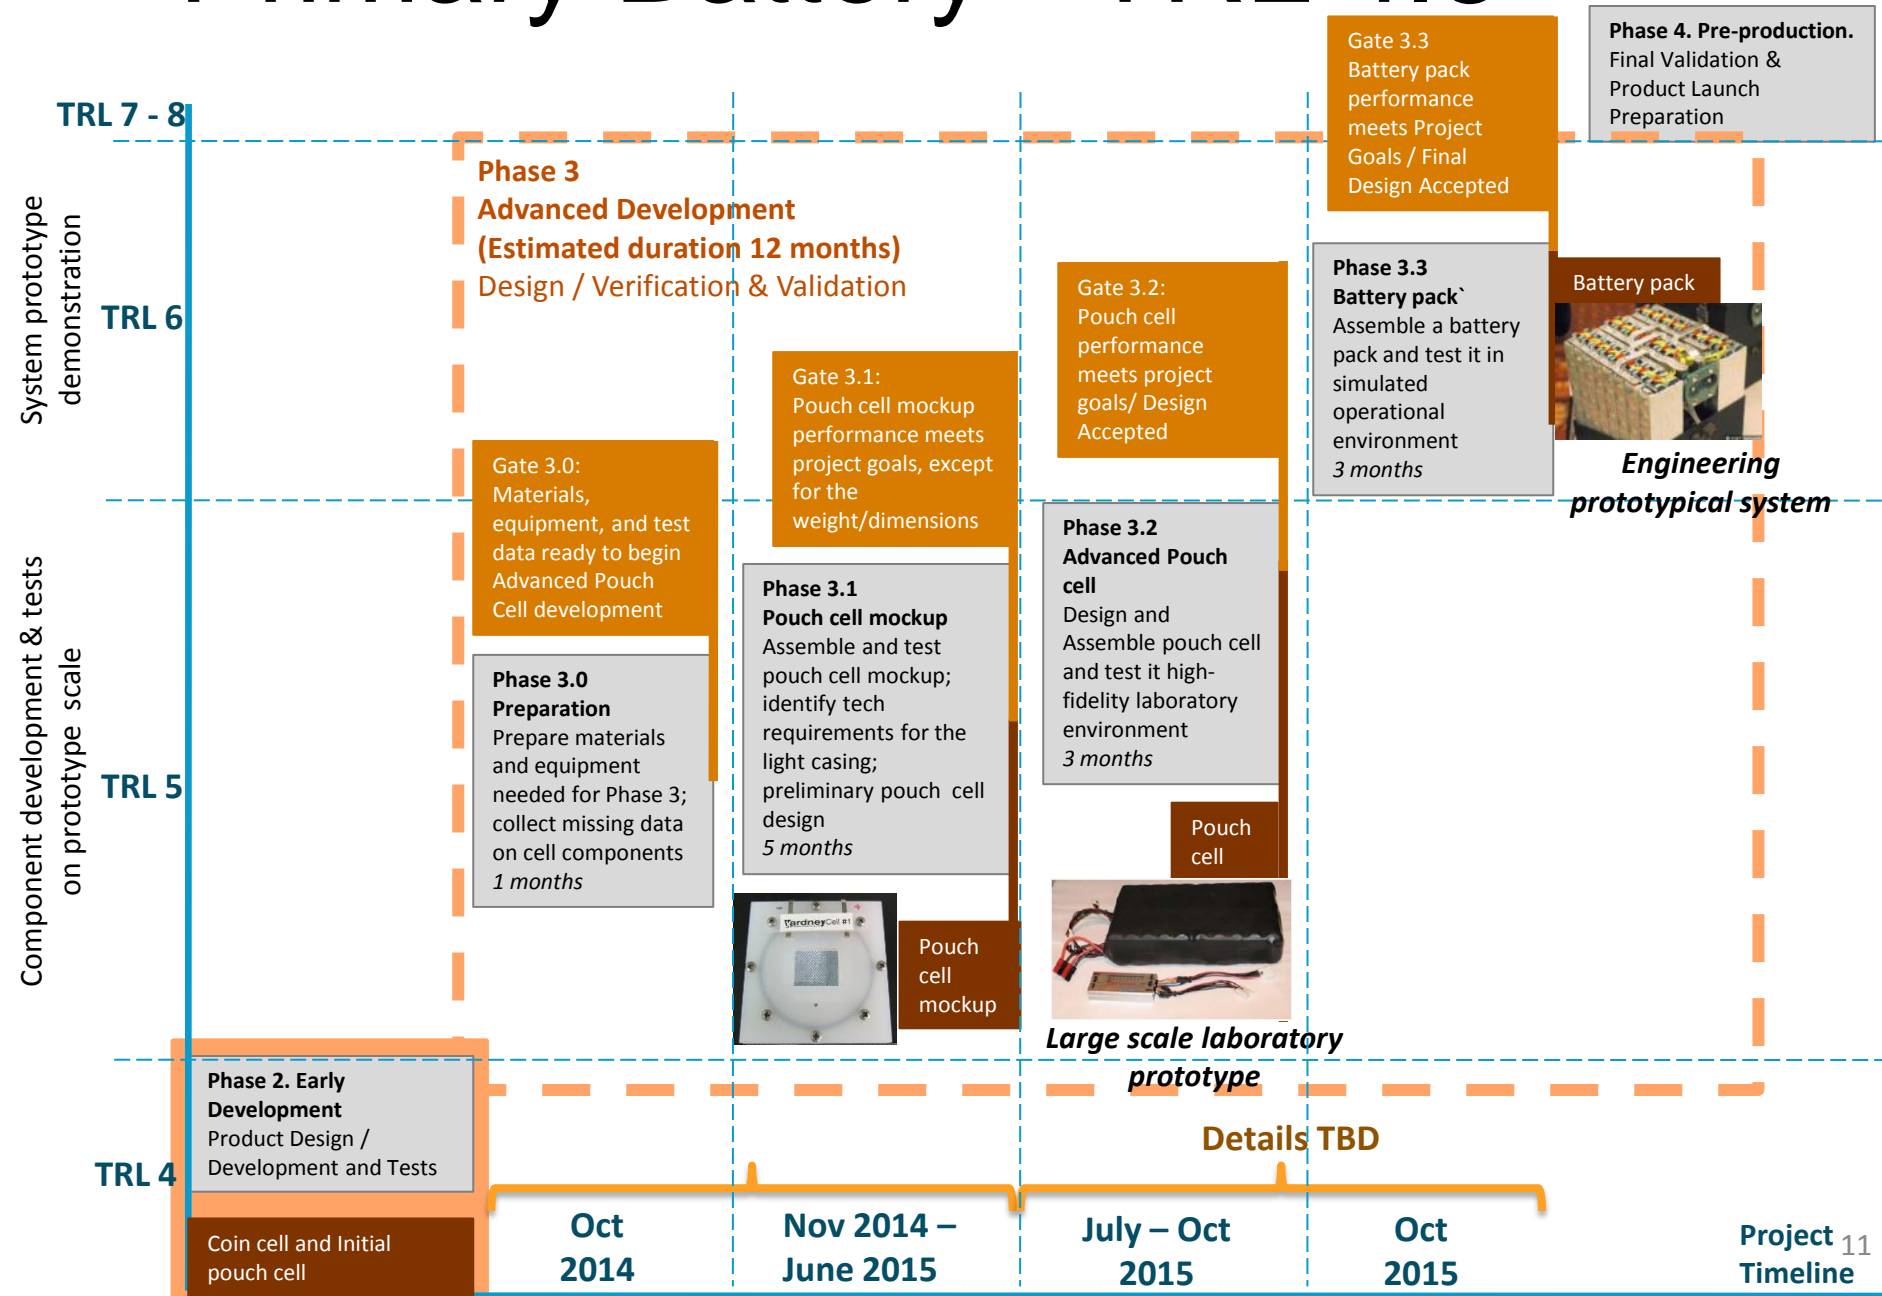 Primary Battery
Gate 3.3
Battery pack
performance
meets Project
Goals / Final
Design Accepted
Phase 4. Pre-production.
Final Validation &
Product Launch
Preparation
TRL 7 - 8
System prototype
demonstration
TRL 6
Phase 3
Advanced Development
(Estimated duration 12 months)
Design / Verification & Validation
Gate 3.0:
Materials,
equipment, and test
data ready to begin
Advanced Pouch
Cell development
Gate 3.1:
Pouch cell mockup
performance meets
project goals, except
for the
weight/dimensions
Gate 3.2:
Pouch cell
performance
meets project
goals/ Design
Accepted
Phase 3.3
Battery pack`
Assemble a battery
pack and test it in
simulated
operational
environment
3 months
Battery pack
Engineering
prototypical system
Component development & tests
on prototype scale
TRL 5
Phase 3.0
Preparation
Prepare materials
and equipment
needed for Phase 3;
collect missing data
on cell components
1 months
Phase 3.1
Pouch cell mockup
Assemble and test
pouch cell mockup;
identify tech
requirements for the
light casing;
preliminary pouch cell
design
5 months
Phase 3.2
Advanced Pouch
cell
Design and
Assemble pouch cell
and test it high-
fidelity laboratory
environment
3 months
YardneyCell #1
Pouch
cell
mockup
Pouch
cell
Large scale laboratory
prototype
TRL 4
Phase 2. Early
Development
Product Design /
Development and Tests
Coin cell and Initial
pouch cell
Details TBD
Oct
2014
Nov 2014 –
June 2015
July – Oct
2015
Oct
2015
Project
Timeline
11